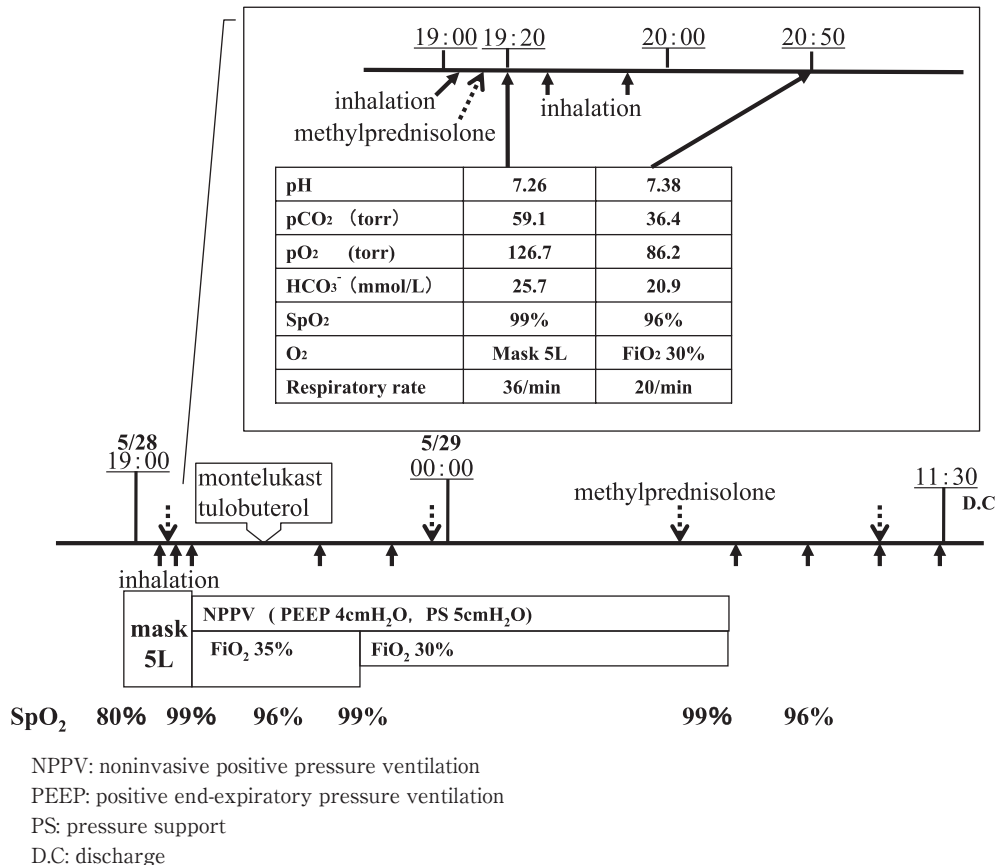 19:00 19:20 20:00 20:50
inhalation
methylprednisolone
inhalation
pH 7.26 7.38
pCO₂ (torr) 59.1 36.4
pO₂ (torr) 126.7 86.2
HCO₃⁻ (mmol/L) 25.7 20.9
SpO₂ 99% 96%
O₂ Mask 5L FiO₂ 30%
Respiratory rate 36/min 20/min
5/28
19:00
5/29
00:00
11:30
D.C
montelukast
tulobuterol
methylprednisolone
inhalation
mask
5L
NPPV ( PEEP 4cmH₂O, PS 5cmH₂O)
FiO₂ 35% FiO₂ 30%
SpO₂ 80% 99% 96% 99% 99% 96%
NPPV: noninvasive positive pressure ventilation
PEEP: positive end-expiratory pressure ventilation
PS: pressure support
D.C: discharge